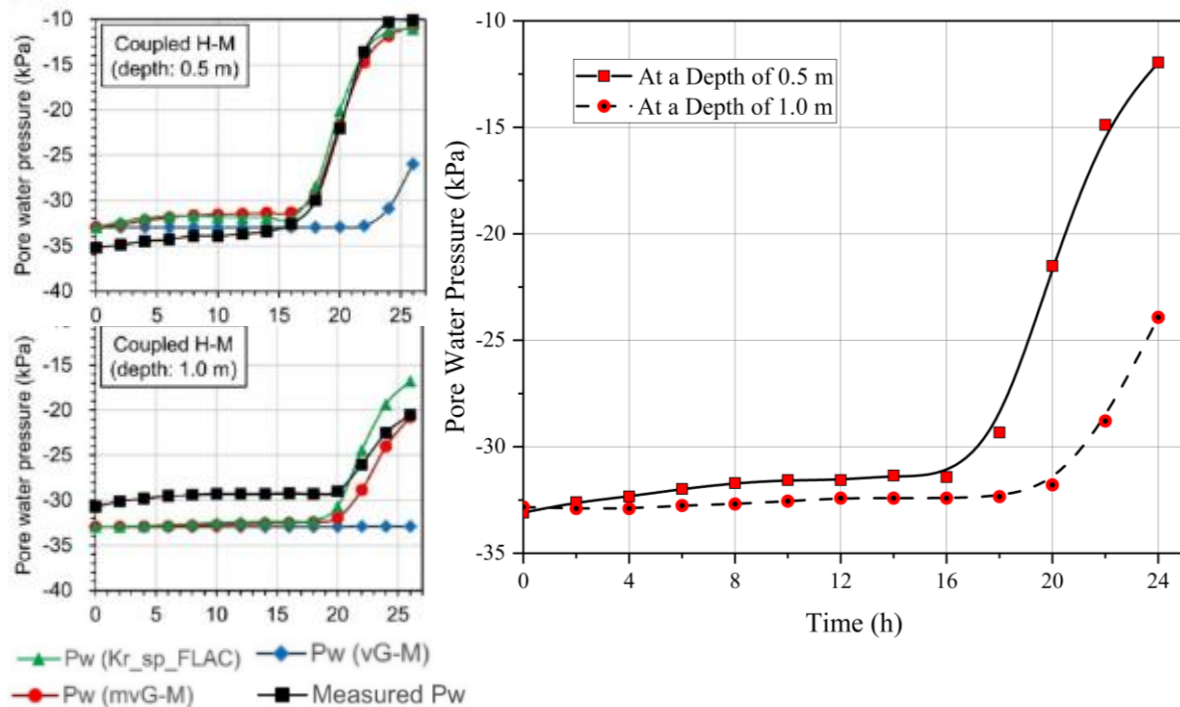 Pore water pressure (kPa)
-10
-15
-20
-25
-30
-35
-40
Coupled H-M
(depth: 0.5 m)
0 5 10 15 20 25
Pore water pressure (kPa)
-15
-20
-25
-30
-35
-40
Coupled H-M
(depth: 1.0 m)
0 5 10 15 20 25
Pw (Kr_sp_FLAC) Pw (vG-M)
Pw (mvG-M) Measured Pw
Pore Water Pressure (kPa)
-10
-15
-20
-25
-30
-35
At a Depth of 0.5 m
At a Depth of 1.0 m
0 4 8 12 16 20 24
Time (h)